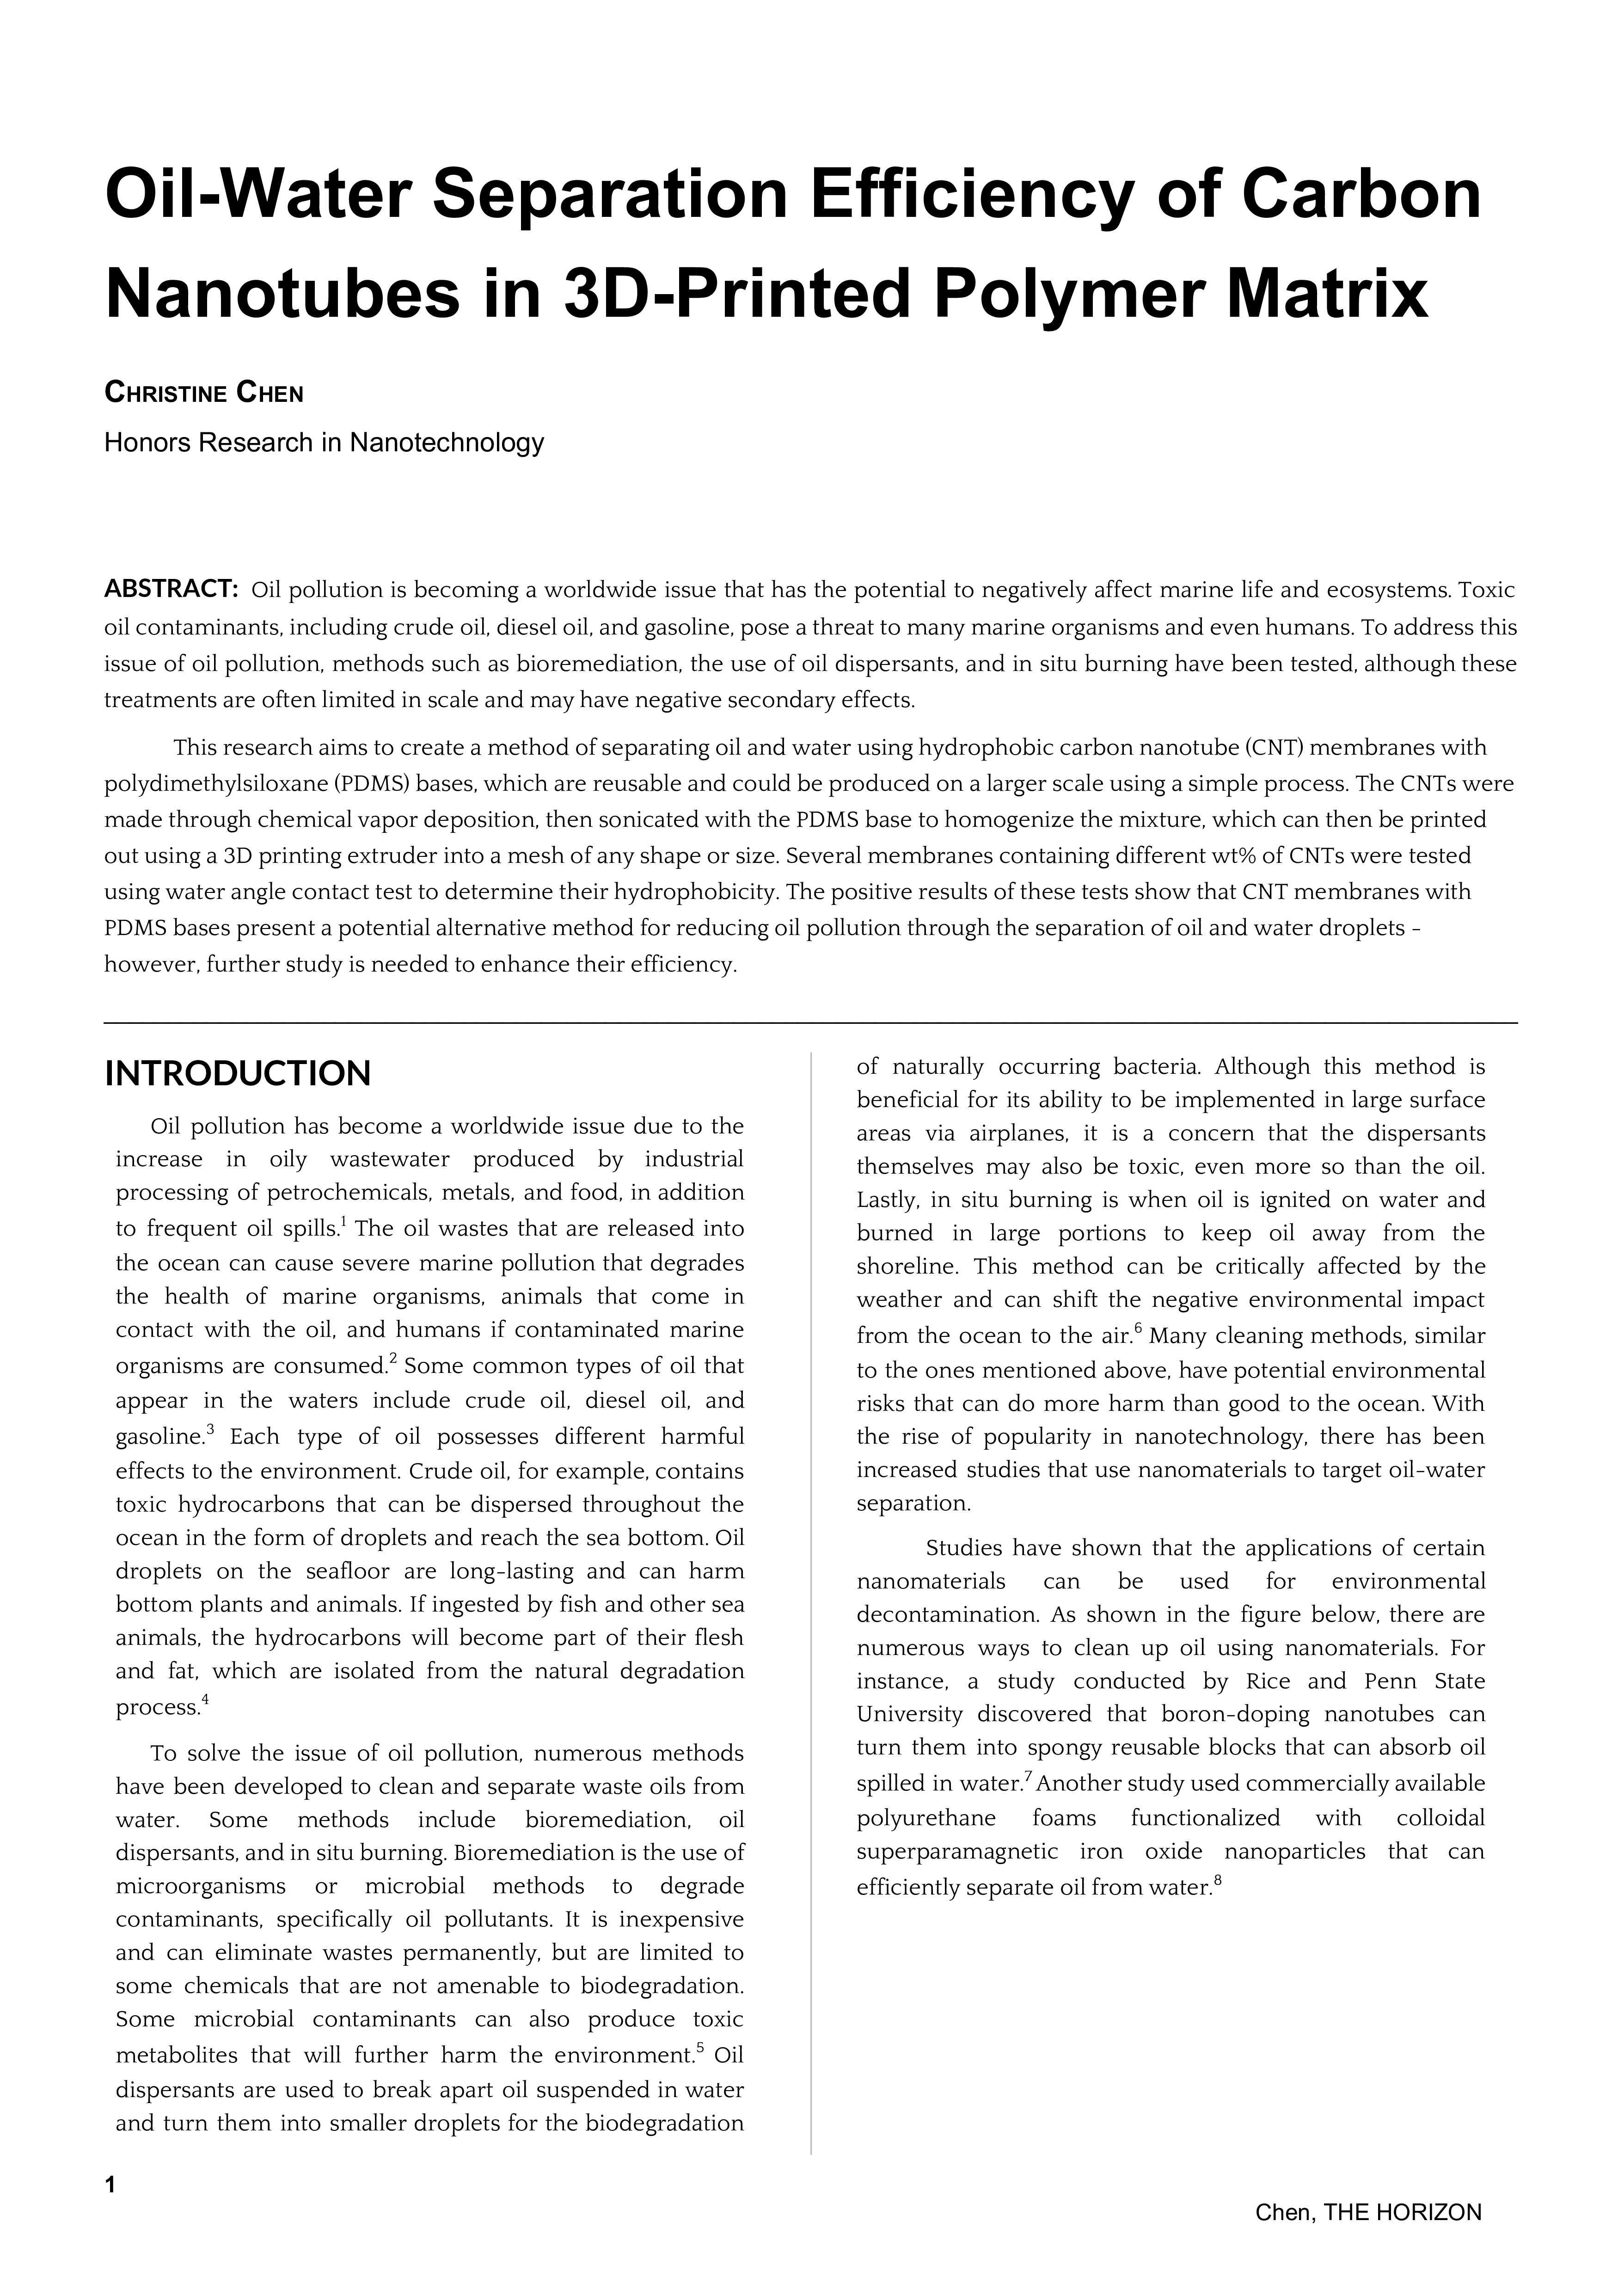 Oil-Water Separation Efficiency of Carbon
Nanotubes in 3D-Printed Polymer Matrix
CHRISTINE CHEN
Honors Research in Nanotechnology
ABSTRACT: Oil pollution is becoming a worldwide issue that has the potential to negatively affect marine life and ecosystems. Toxic
oil contaminants, including crude oil, diesel oil, and gasoline, pose a threat to many marine organisms and even humans. To address this
issue of oil pollution, methods such as bioremediation, the use of oil dispersants, and in situ burning have been tested, although these
treatments are often limited in scale and may have negative secondary effects.
This research aims to create a method of separating oil and water using hydrophobic carbon nanotube (CNT) membranes with
polydimethylsiloxane (PDMS) bases, which are reusable and could be produced on a larger scale using a simple process. The CNTs were
made through chemical vapor deposition, then sonicated with the PDMS base to homogenize the mixture, which can then be printed
out using a 3D printing extruder into a mesh of any shape or size. Several membranes containing different wt% of CNTs were tested
using water angle contact test to determine their hydrophobicity. The positive results of these tests show that CNT membranes with
PDMS bases present a potential alternative method for reducing oil pollution through the separation of oil and water droplets -
however, further study is needed to enhance their efficiency.
INTRODUCTION
Oil pollution has become a worldwide issue due to the
increase in oily wastewater produced by industrial
processing of petrochemicals, metals, and food, in addition
to frequent oil spills.¹ The oil wastes that are released into
the ocean can cause severe marine pollution that degrades
the health of marine organisms, animals that come in
contact with the oil, and humans if contaminated marine
organisms are consumed.² Some common types of oil that
appear in the waters include crude oil, diesel oil, and
gasoline.³ Each type of oil possesses different harmful
effects to the environment. Crude oil, for example, contains
toxic hydrocarbons that can be dispersed throughout the
ocean in the form of droplets and reach the sea bottom. Oil
droplets on the seafloor are long-lasting and can harm
bottom plants and animals. If ingested by fish and other sea
animals, the hydrocarbons will become part of their flesh
and fat, which are isolated from the natural degradation
process.⁴
To solve the issue of oil pollution, numerous methods
have been developed to clean and separate waste oils from
water. Some methods include bioremediation, oil
dispersants, and in situ burning. Bioremediation is the use of
microorganisms or microbial methods to degrade
contaminants, specifically oil pollutants. It is inexpensive
and can eliminate wastes permanently, but are limited to
some chemicals that are not amenable to biodegradation.
Some microbial contaminants can also produce toxic
metabolites that will further harm the environment.⁵ Oil
dispersants are used to break apart oil suspended in water
and turn them into smaller droplets for the biodegradation
of naturally occurring bacteria. Although this method is
beneficial for its ability to be implemented in large surface
areas via airplanes, it is a concern that the dispersants
themselves may also be toxic, even more so than the oil.
Lastly, in situ burning is when oil is ignited on water and
burned in large portions to keep oil away from the
shoreline. This method can be critically affected by the
weather and can shift the negative environmental impact
from the ocean to the air.⁶ Many cleaning methods, similar
to the ones mentioned above, have potential environmental
risks that can do more harm than good to the ocean. With
the rise of popularity in nanotechnology, there has been
increased studies that use nanomaterials to target oil-water
separation.
Studies have shown that the applications of certain
nanomaterials can be used for environmental
decontamination. As shown in the figure below, there are
numerous ways to clean up oil using nanomaterials. For
instance, a study conducted by Rice and Penn State
University discovered that boron-doping nanotubes can
turn them into spongy reusable blocks that can absorb oil
spilled in water.⁷ Another study used commercially available
polyurethane foams functionalized with colloidal
superparamagnetic iron oxide nanoparticles that can
efficiently separate oil from water.⁸
1
Chen, THE HORIZON